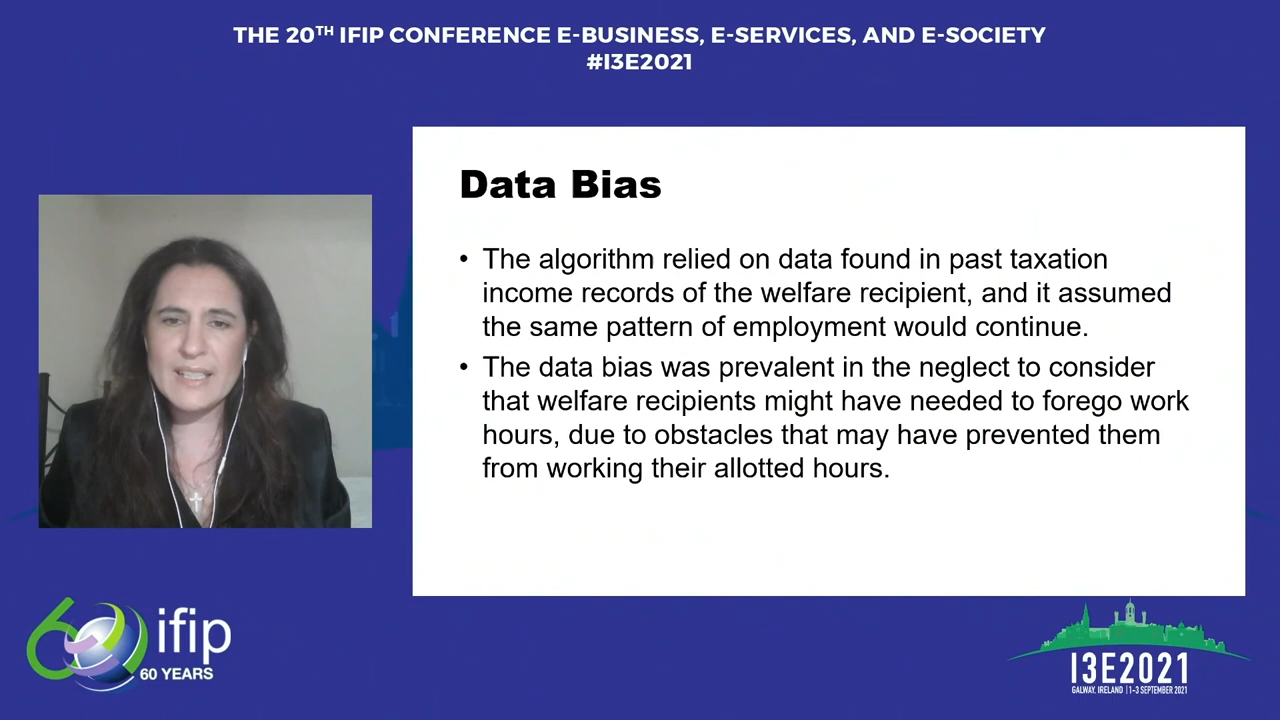 THE 20TH IFIP CONFERENCE E-BUSINESS, E-SERVICES, AND E-SOCIETY
#I3E2021
Data Bias
• The algorithm relied on data found in past taxation
income records of the welfare recipient, and it assumed
the same pattern of employment would continue.
• The data bias was prevalent in the neglect to consider
that welfare recipients might have needed to forego work
hours, due to obstacles that may have prevented them
from working their allotted hours.
60 ifip
60 YEARS
I3E2021
GALWAY, IRELAND | 1-3 SEPTEMBER 2021